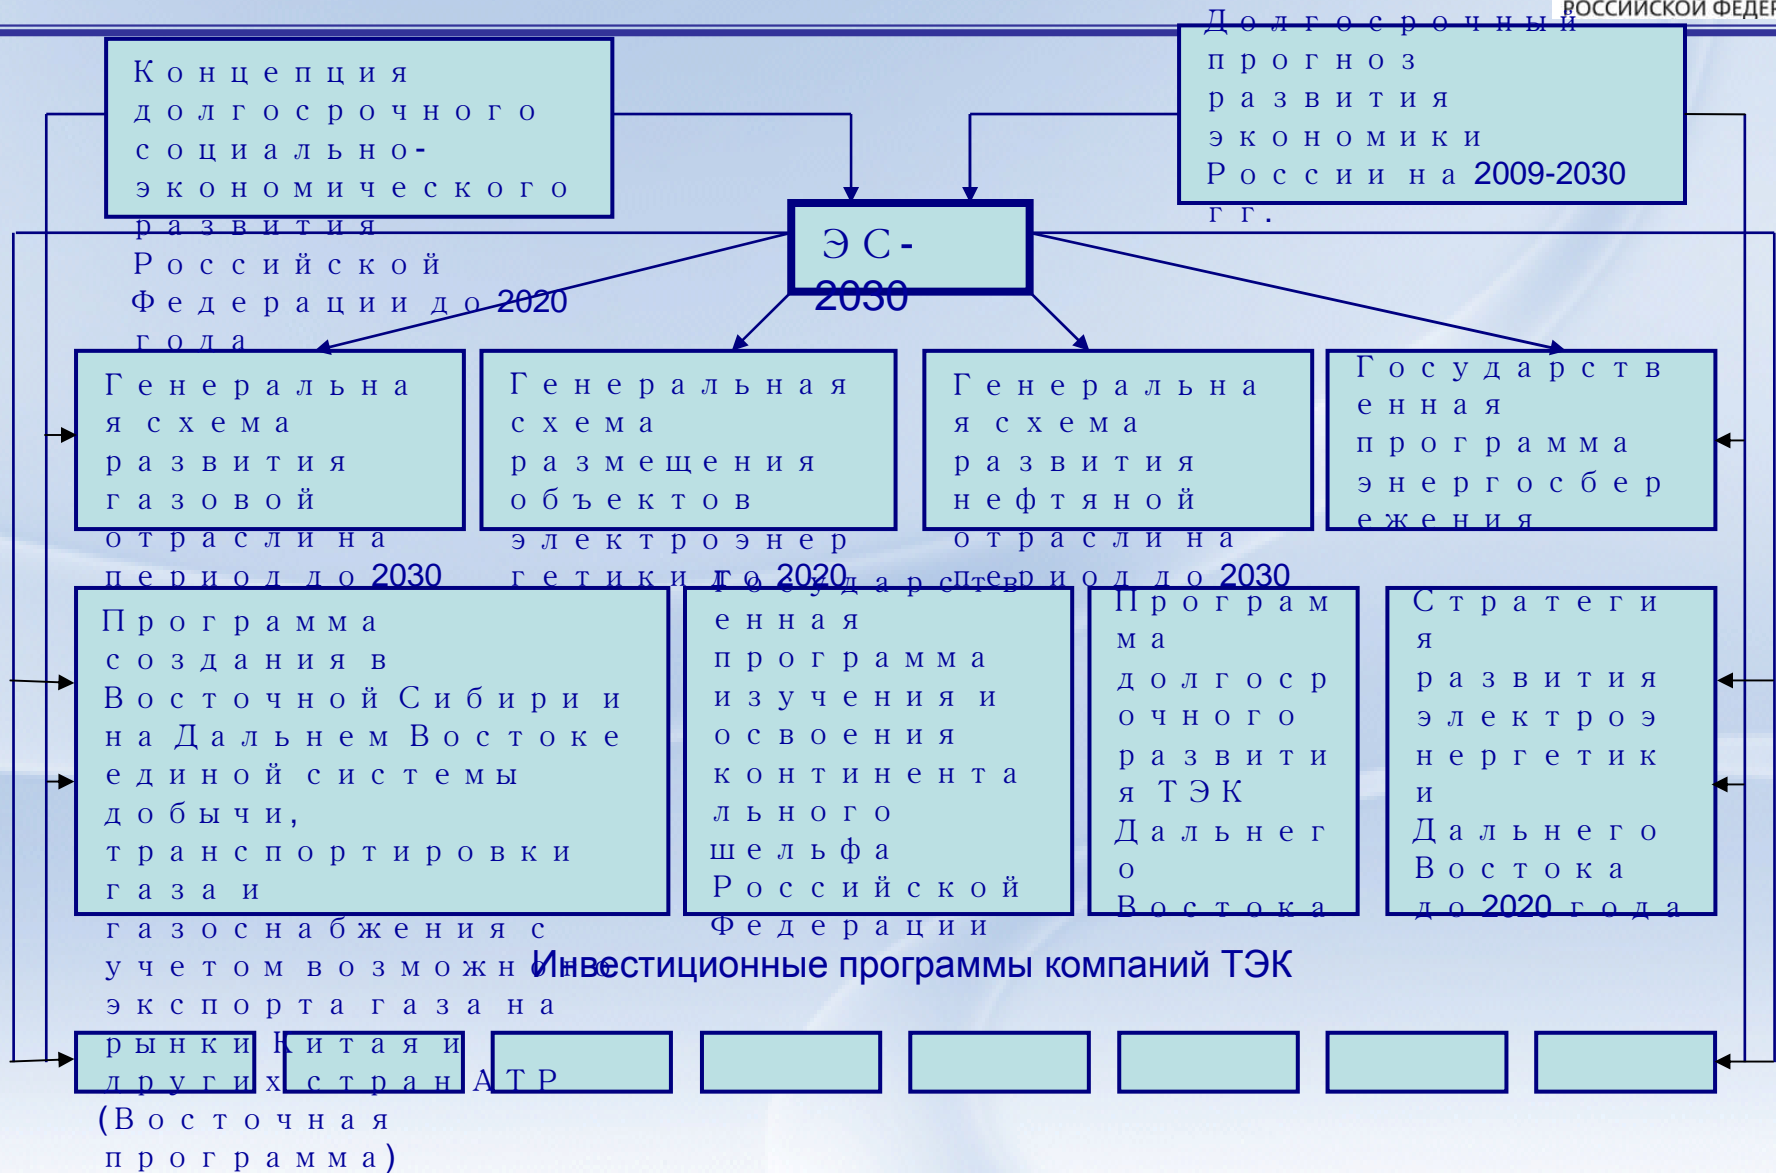 РОССИЙСКОЙ
Концепция
долгосрочного
социально-
экономического
развития
Российской
Федерации до 2020
года
Долгосрочный
прогноз
развития
экономики
России на 2009-2030
гг.
ЭС-
2030
Генеральна
я схема
развития
газовой
отрасли на
период до 2030
Генеральная
схема
размещения
объектов
электроэнер
гетики до 2020
Генеральна
я схема
развития
нефтяной
отрасли на
период до 2030
Государств
енная
программа
энергосбер
ежения
Программа
создания в
Восточной Сибири и
на Дальнем Востоке
единой системы
добычи,
транспортировки
газа и
газоснабжения с
учетом возможного
экспорта газа на
рынки Китая и
других стран АТР
(Восточная
программа)
Государств
енная
программа
изучения и
освоения
континента
льного
шельфа
Российской
Федерации
Програм
ма
долгоср
очного
развити
я ТЭК
Дальнег
о
Востока
Стратеги
я
развития
электроэ
нергетик
и
Дальнего
Востока
до 2020 года
Инвестиционные программы компаний ТЭК